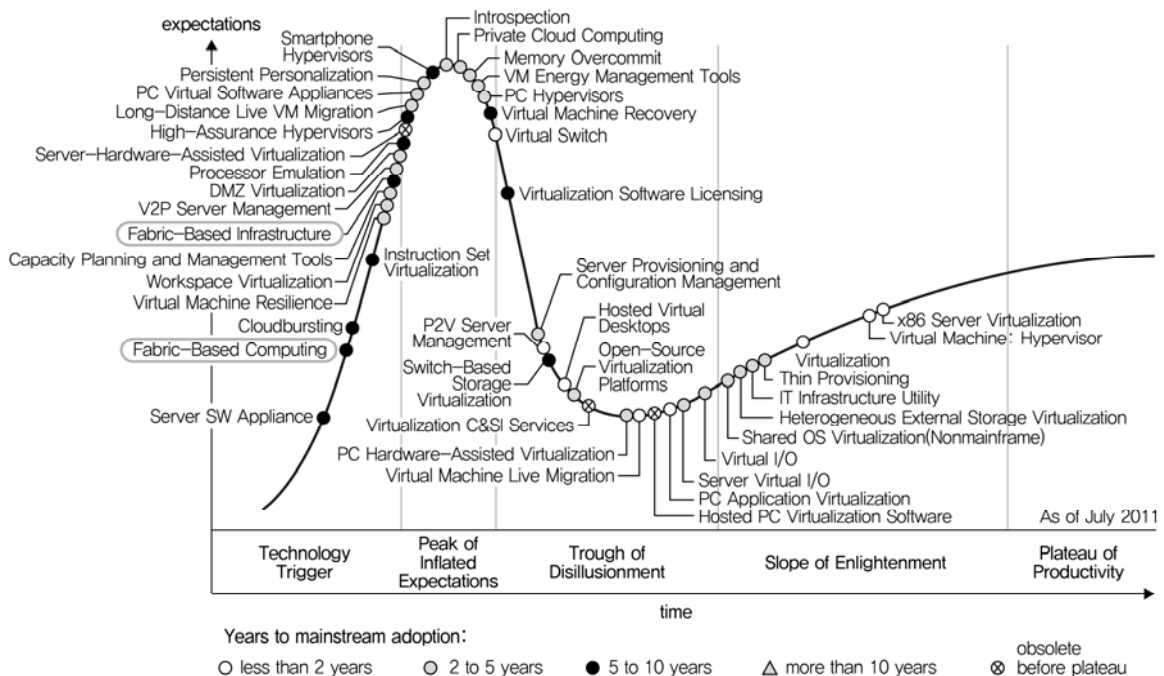 expectations
Introspection
Private Cloud Computing
Smartphone
Hypervisors
Memory Overcommit
Persistent Personalization
VM Energy Management Tools
PC Virtual Software Appliances
PC Hypervisors
Long-Distance Live VM Migration
Virtual Machine Recovery
High-Assurance Hypervisors
Virtual Switch
Server-Hardware-Assisted Virtualization
Processor Emulation
DMZ Virtualization
Virtualization Software Licensing
V2P Server Management
Fabric-Based Infrastructure
Capacity Planning and Management Tools
Instruction Set
Virtualization
Workspace Virtualization
Virtual Machine Resilience
Server Provisioning and
Configuration Management
Cloudbursting
Fabric-Based Computing
Server SW Appliance
P2V Server
Management
Hosted Virtual
Desktops
Switch-Based
Storage
Virtualization
Open-Source
Virtualization
Platforms
Virtualization C&SI Services
PC Hardware-Assisted Virtualization
Virtual Machine Live Migration
x86 Server Virtualization
Virtual Machine: Hypervisor
Virtualization
Thin Provisioning
IT Infrastructure Utility
Heterogeneous External Storage Virtualization
Shared OS Virtualization(Nonmainframe)
Virtual I/O
Server Virtual I/O
PC Application Virtualization
Hosted PC Virtualization Software
As of July 2011
Technology
Trigger
Peak of
Inflated
Expectations
Trough of
Disillusionment
Slope of Enlightenment
Plateau of
Productivity
time
Years to mainstream adoption:
less than 2 years
2 to 5 years
5 to 10 years
more than 10 years
obsolete
before plateau